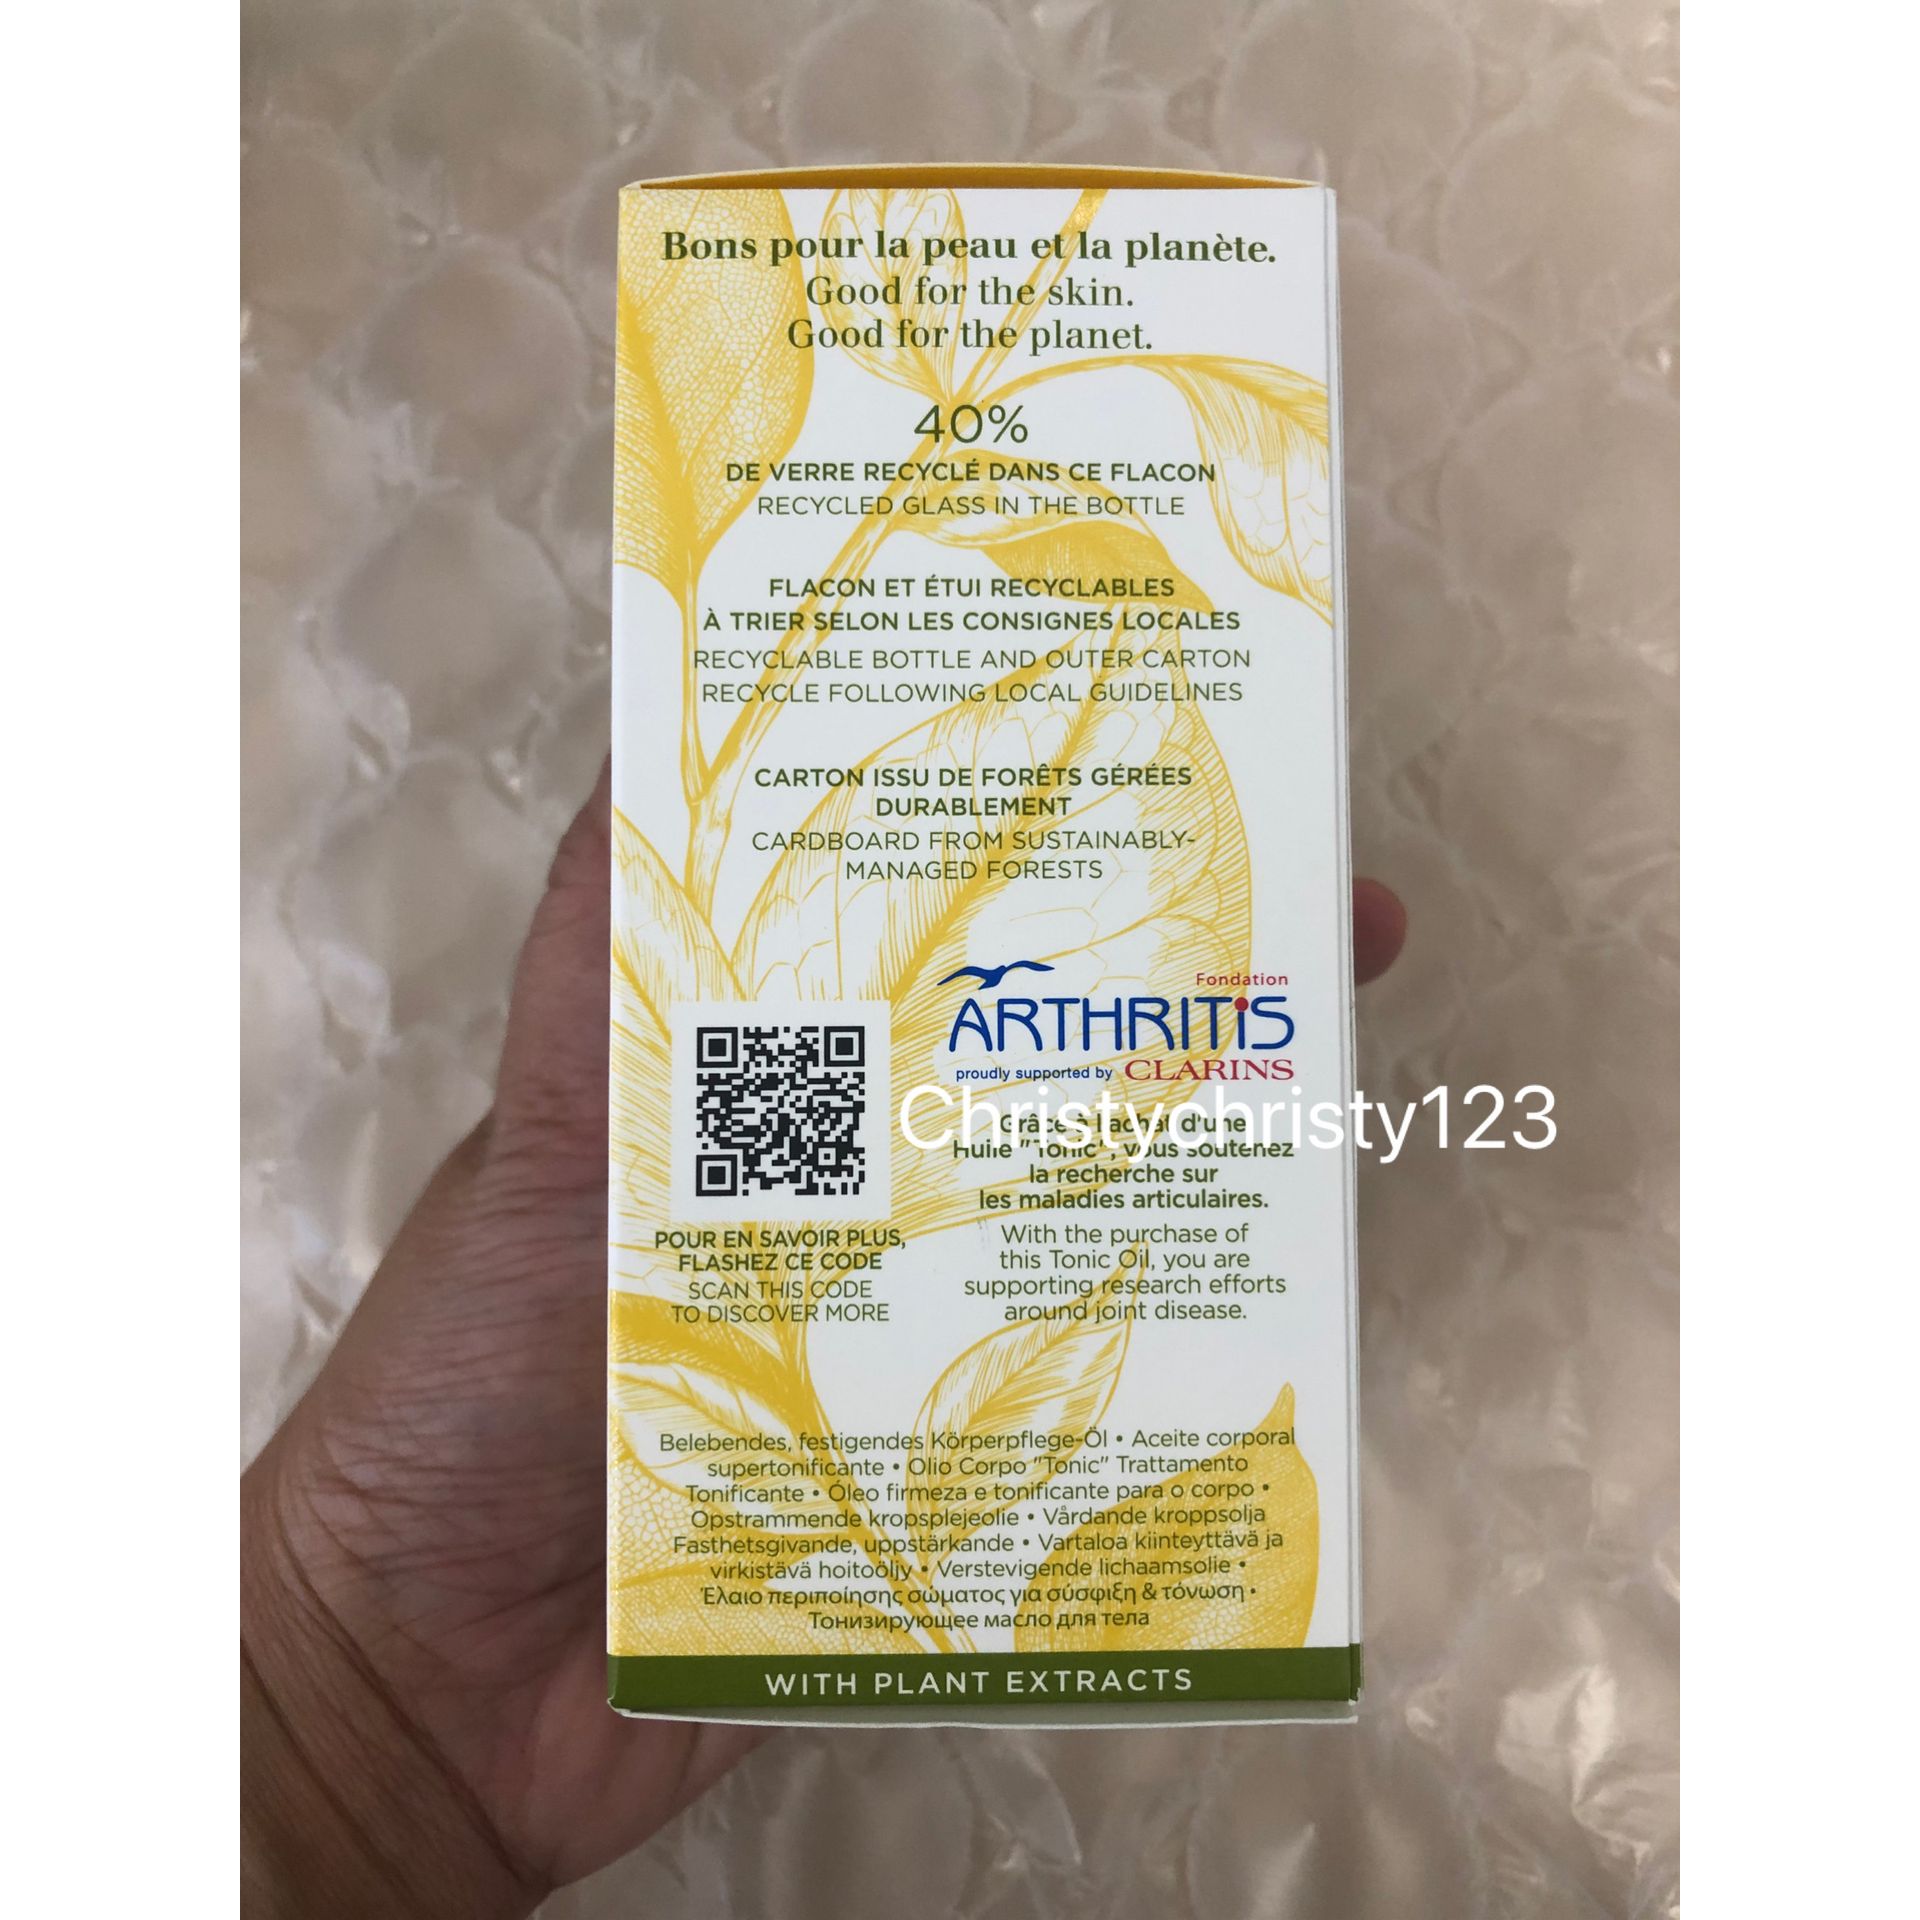 Bons pour la peau et la planète.
Good for the skin.
Good for the planet.
40%
DE VERRE RECYCLÉ DANS CE FLACON
RECYCLED GLASS IN THE BOTTLE
FLACON ET ÉTUI RECYCLABLES
À TRIER SELON LES CONSIGNES LOCALES
RECYCLABLE BOTTLE AND OUTER CARTON
RECYCLE FOLLOWING LOCAL GUIDELINES
CARTON ISSU DE FORÊTS GÉRÉES
DURABLEMENT
CARDBOARD FROM SUSTAINABLY-
MANAGED FORESTS
Fondation
ARTHRITIS
proudly supported by CLARINS
Christychristy123
Grâce à l'achat d'une
Huile "Tonic", vous soutenez
la recherche sur
les maladies articulaires.
With the purchase of
this Tonic Oil, you are
supporting research efforts
around joint disease.
POUR EN SAVOIR PLUS,
FLASHEZ CE CODE
SCAN THIS CODE
TO DISCOVER MORE
Belebendes, festigendes Körperpflege-Öl • Aceite corporal
supertonificante • Olio Corpo "Tonic" Trattamento
Tonificante • Óleo firmeza e tonificante para o corpo •
Opstrammende kropsplejeolie • Vårdande kroppsolja
Fasthetsgivande, uppstärkande • Vartaloa kiinteyttävä ja
virkistävä hoitoöljy • Verstevigende lichaamsolie •
Έλαιο περιποίησης σώματος για σύσφιξη & τόνωση •
Тонизирующее масло для тела
WITH PLANT EXTRACTS